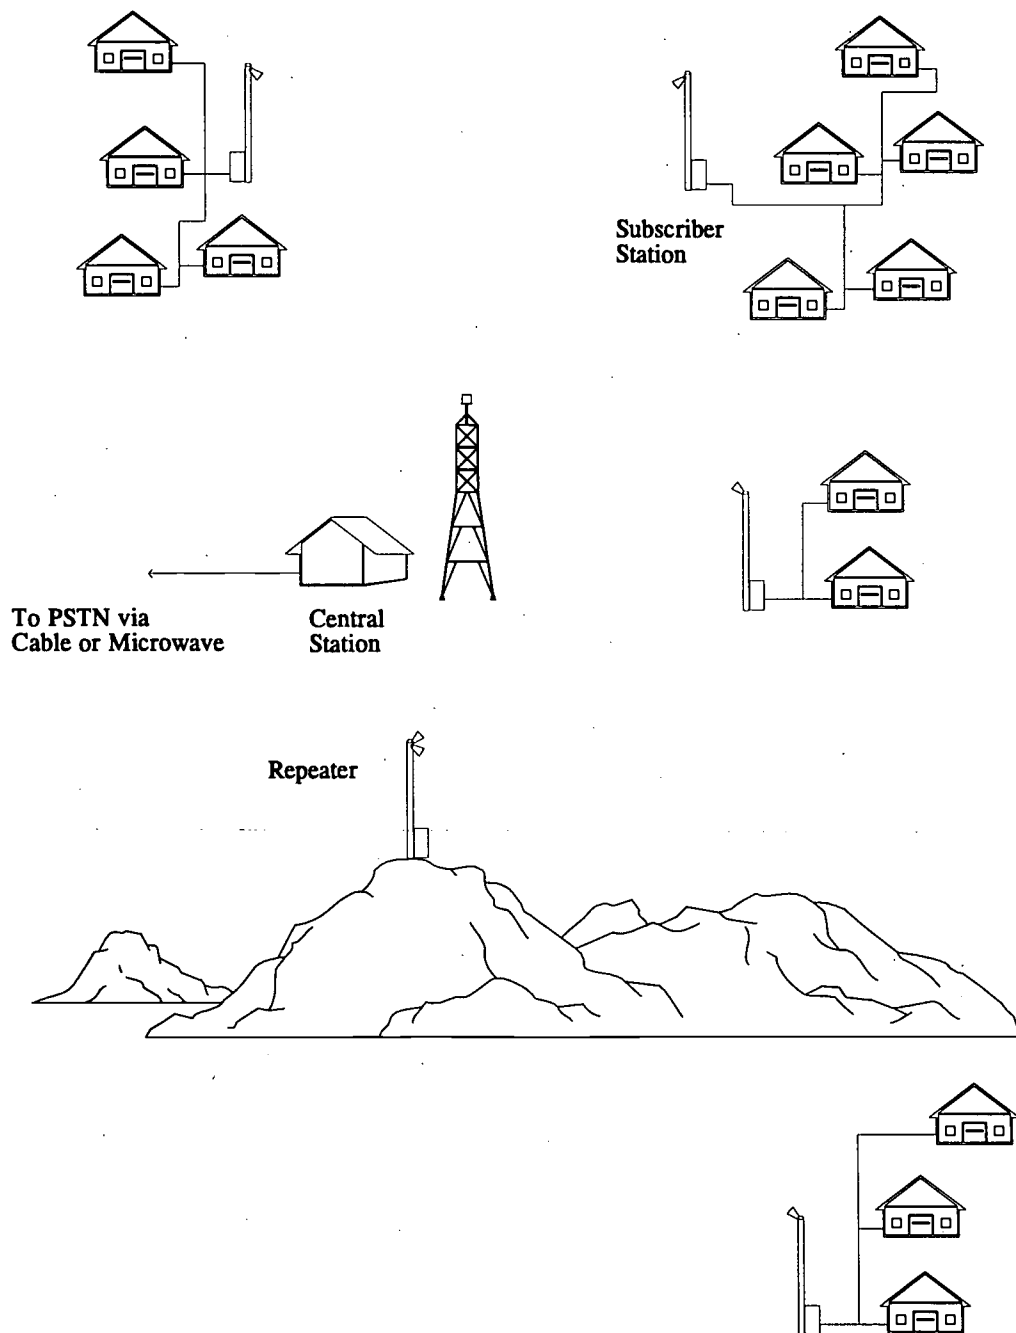 Subscriber
Station
To PSTN via
Cable or Microwave
Central
Station
Repeater